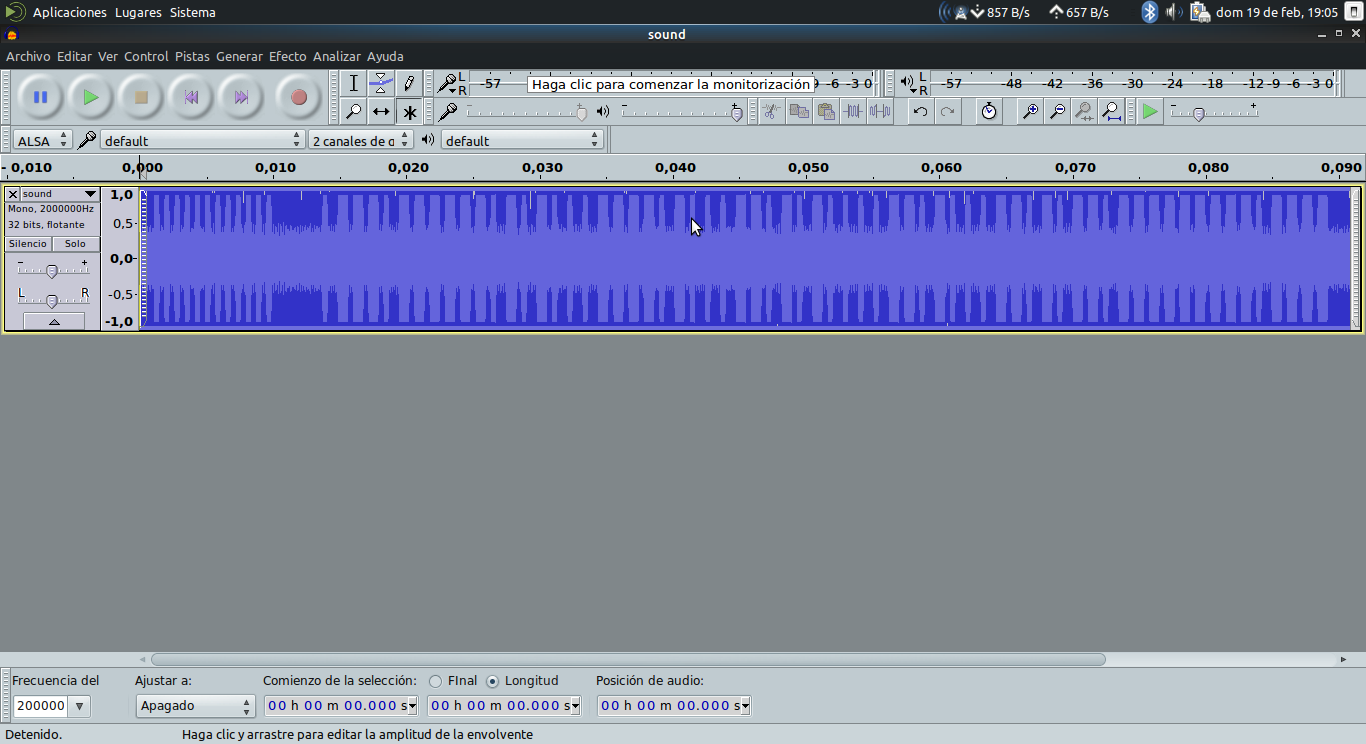 Aplicaciones Lugares Sistema 857 B/s 657 B/s dom 19 de feb, 19:05
sound
Archivo Editar Ver Control Pistas Generar Efecto Analizar Ayuda
L R -57 Haga clic para comenzar la monitorización -9 -6 -3 0 L R -57 -48 -42 -36 -30 -24 -18 -12 -9 -6 -3 0
ALSA default 2 canales de default
- 0,010 0,000 0,010 0,020 0,030 0,040 0,050 0,060 0,070 0,080 0,090
sound
Mono, 2000000Hz
32 bits, flotante
Silencio Solo
- +
L R
1,0
0,5
0,0
-0,5
-1,0
Frecuencia del Ajustar a: Comienzo de la selección: FInal Longitud Posición de audio:
200000 Apagado 00 h 00 m 00.000 s 00 h 00 m 00.000 s 00 h 00 m 00.000 s
Detenido. Haga clic y arrastre para editar la amplitud de la envolvente